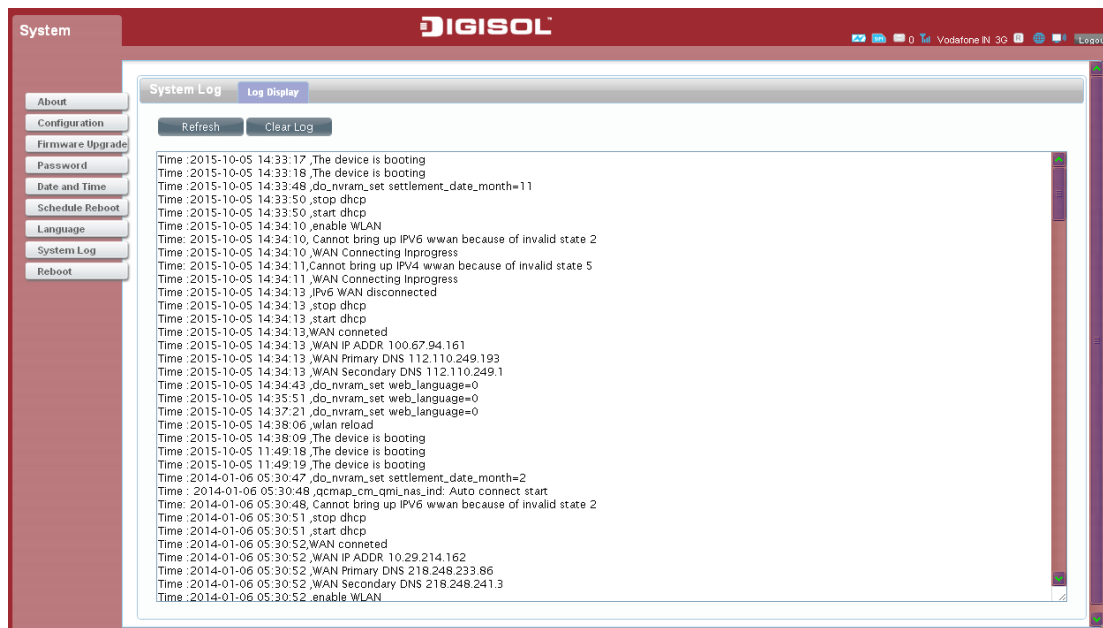 System
DIGISOL
0 Vodafone IN 3G R
System Log Log Display
About
Configuration
Firmware Upgrade
Password
Date and Time
Schedule Reboot
Language
System Log
Reboot
Refresh Clear Log
Time :2015-10-05 14:33:17 ,The device is booting
Time :2015-10-05 14:33:18 ,The device is booting
Time :2015-10-05 14:33:48 ,do_nvram_set settlement_date_month=11
Time :2015-10-05 14:33:50 ,stop dhcp
Time :2015-10-05 14:33:50 ,start dhcp
Time :2015-10-05 14:34:10 ,enable WLAN
Time: 2015-10-05 14:34:10, Cannot bring up IPV6 wwan because of invalid state 2
Time :2015-10-05 14:34:10 ,WAN Connecting Inprogress
Time: 2015-10-05 14:34:11,Cannot bring up IPV4 wwan because of invalid state 5
Time :2015-10-05 14:34:11 ,WAN Connecting Inprogress
Time :2015-10-05 14:34:13 ,IPv6 WAN disconnected
Time :2015-10-05 14:34:13 ,stop dhcp
Time :2015-10-05 14:34:13 ,start dhcp
Time :2015-10-05 14:34:13,WAN conneted
Time :2015-10-05 14:34:13 ,WAN IP ADDR 100.67.94.161
Time :2015-10-05 14:34:13 ,WAN Primary DNS 112.110.249.193
Time :2015-10-05 14:34:13 ,WAN Secondary DNS 112.110.249.1
Time :2015-10-05 14:34:43 ,do_nvram_set web_language=0
Time :2015-10-05 14:35:51 ,do_nvram_set web_language=0
Time :2015-10-05 14:37:21 ,do_nvram_set web_language=0
Time :2015-10-05 14:38:06 ,wlan reload
Time :2015-10-05 14:38:09 ,The device is booting
Time :2015-10-05 11:49:18 ,The device is booting
Time :2015-10-05 11:49:19 ,The device is booting
Time :2014-01-06 05:30:47 ,do_nvram_set settlement_date_month=2
Time : 2014-01-06 05:30:48 ,qcmap_cm_qmi_nas_ind: Auto connect start
Time: 2014-01-06 05:30:48, Cannot bring up IPV6 wwan because of invalid state 2
Time :2014-01-06 05:30:51 ,stop dhcp
Time :2014-01-06 05:30:51 ,start dhcp
Time :2014-01-06 05:30:52,WAN conneted
Time :2014-01-06 05:30:52 ,WAN IP ADDR 10.29.214.162
Time :2014-01-06 05:30:52 ,WAN Primary DNS 218.248.233.86
Time :2014-01-06 05:30:52 ,WAN Secondary DNS 218.248.241.3
Time :2014-01-06 05:30:52 ,enable WLAN